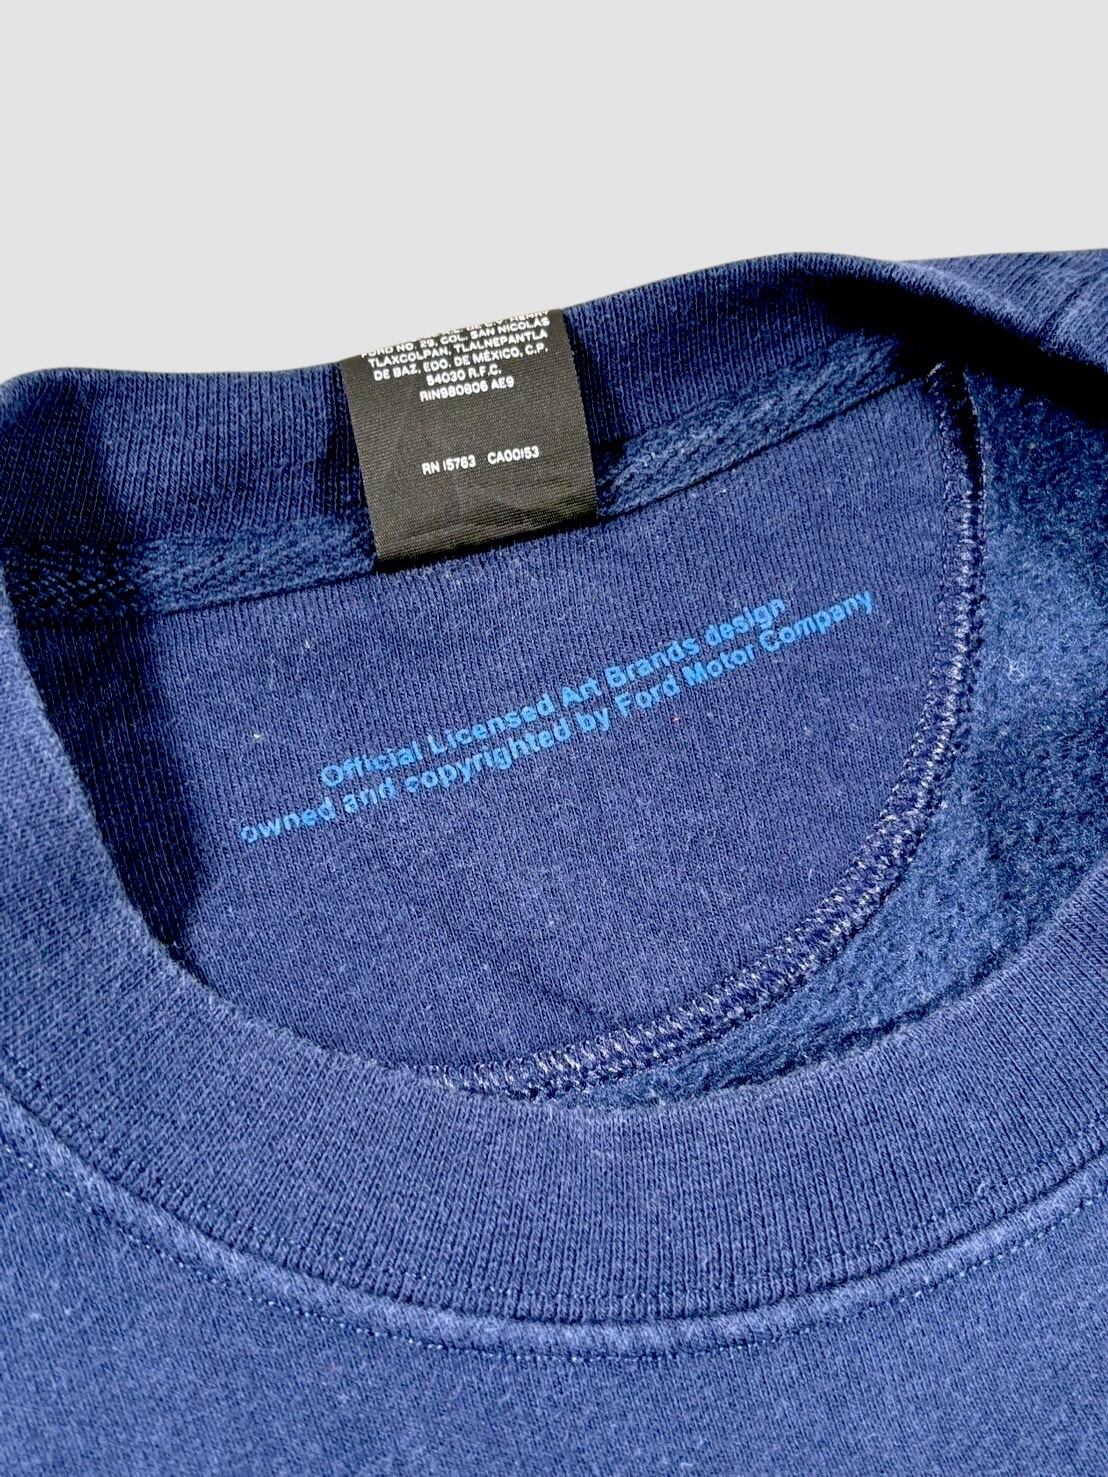 FORD NO. 29, COL. SAN NICOLAS
TLAXCOLPAN, TLALNEPANTLA
DE BAZ, EDO. DE MÉXICO, C.P.
54030 R.F.C.
RIN980806 AE9
RN 15763 CA00153
Official Licensed Art Brands design
owned and copyrighted by Ford Motor Company